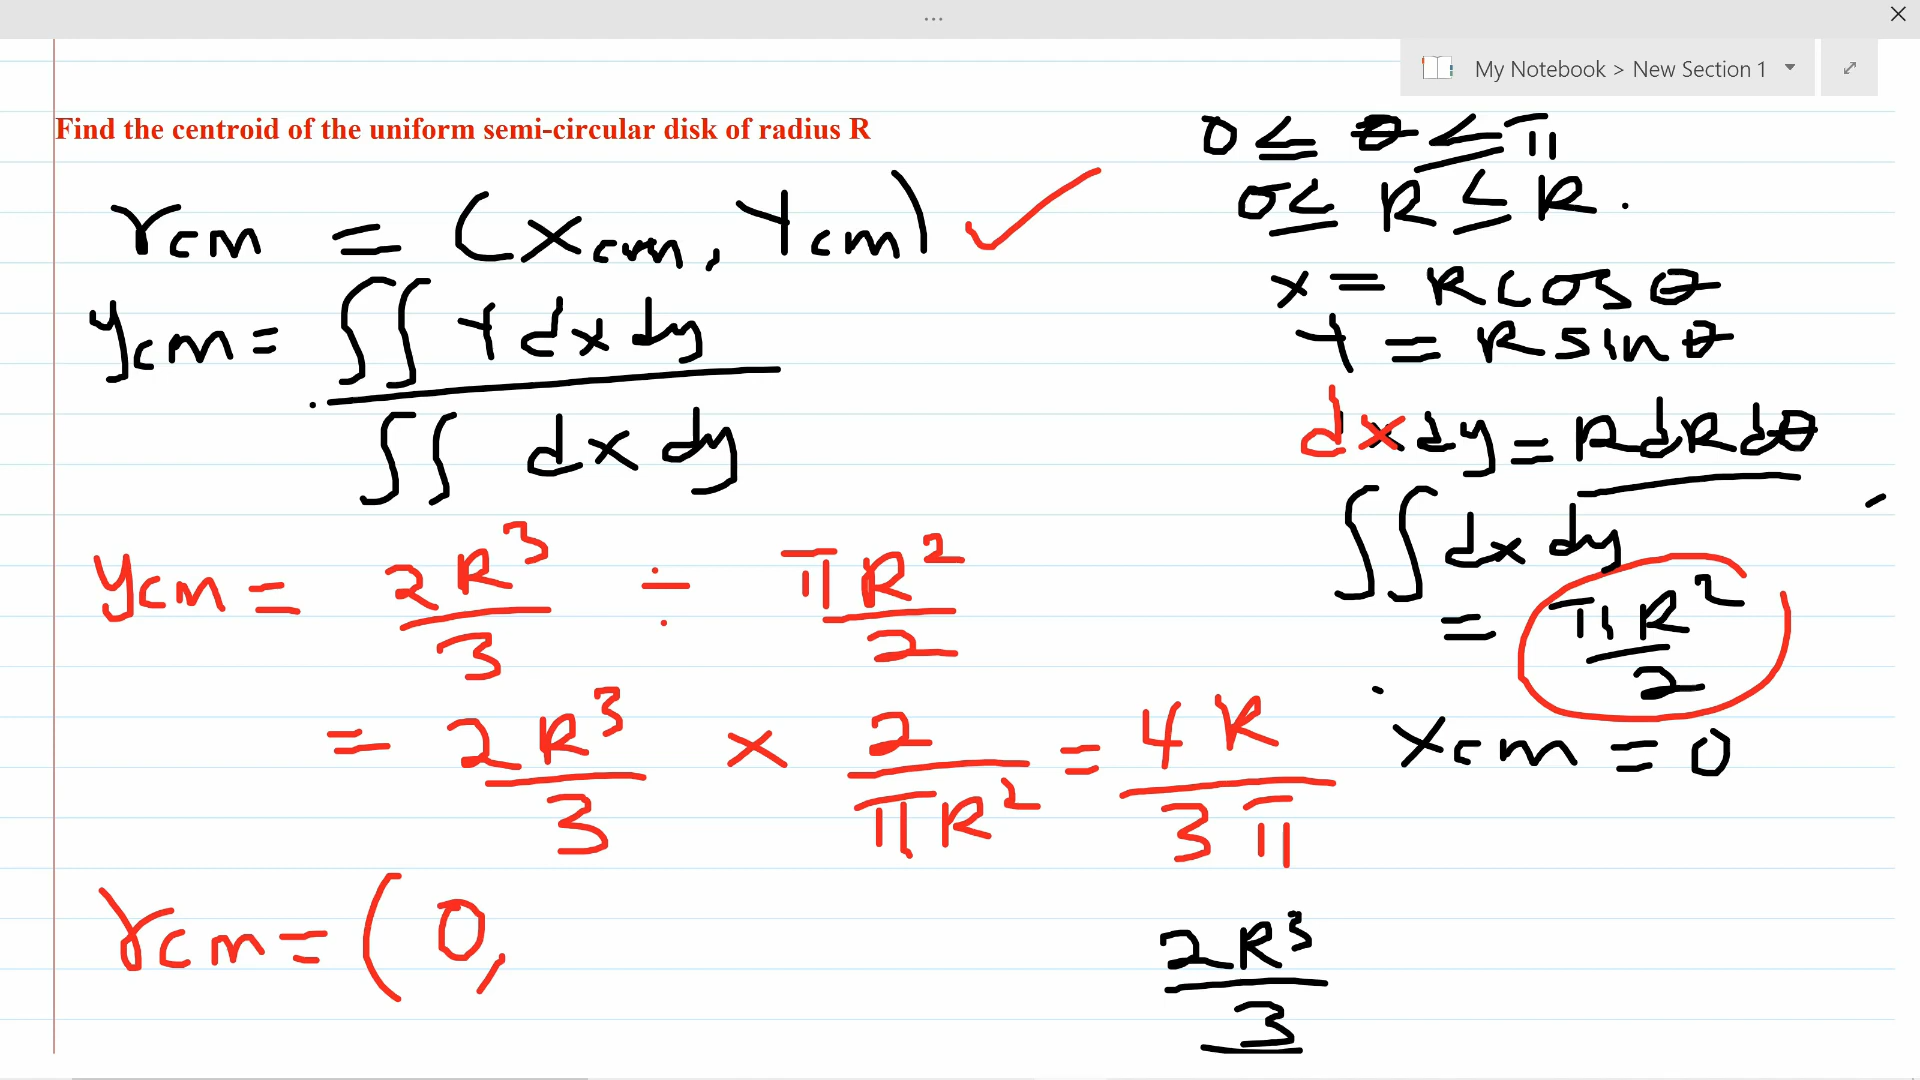 ...
My Notebook > New Section 1
Find the centroid of the uniform semi-circular disk of radius R
rcm = (Xcm, Ycm)
ycm = ∫∫ Y dx dy
∫∫ dx dy
ycm = 2R³/3 ÷ πR²/2
= 2R³/3 × 2/πR² = 4R/3π
rcm = (0,
0 ≤ θ ≤ π
0 ≤ R ≤ R.
x = R cos θ
Y = R sin θ
dx dy = R dR dθ
∫∫ dx dy
= πR²/2
Xcm = 0
2R³/3